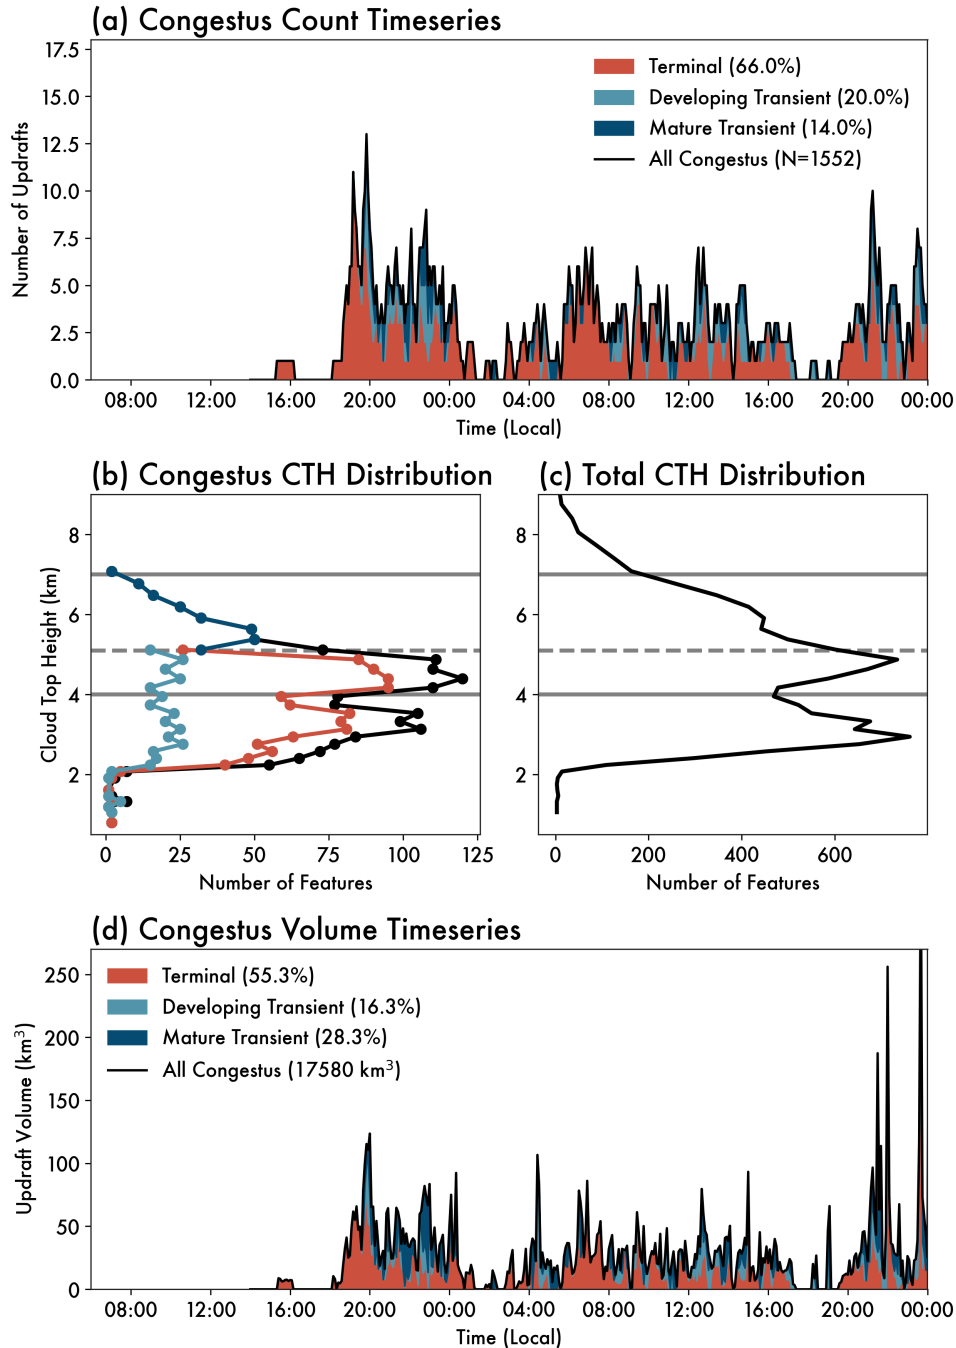 (a) Congestus Count Timeseries
17.5
15.0
12.5
10.0
7.5
5.0
2.5
0.0
Number of Updrafts
Terminal (66.0%)
Developing Transient (20.0%)
Mature Transient (14.0%)
All Congestus (N=1552)
08:00 12:00 16:00 20:00 00:00 04:00 08:00 12:00 16:00 20:00 00:00
Time (Local)
(b) Congestus CTH Distribution
8
6
4
2
Cloud Top Height (km)
0 25 50 75 100 125
Number of Features
(c) Total CTH Distribution
8
6
4
2
0 200 400 600
Number of Features
(d) Congestus Volume Timeseries
250
200
150
100
50
0
Updraft Volume (km³)
Terminal (55.3%)
Developing Transient (16.3%)
Mature Transient (28.3%)
All Congestus (17580 km³)
08:00 12:00 16:00 20:00 00:00 04:00 08:00 12:00 16:00 20:00 00:00
Time (Local)